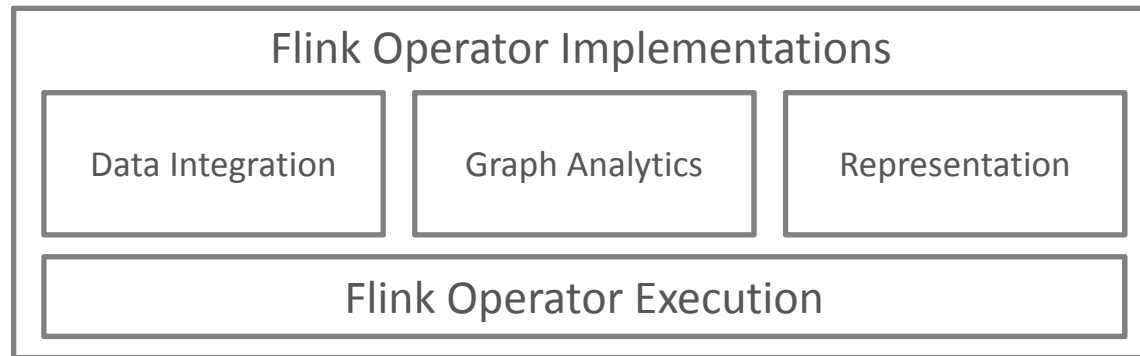 Flink Operator Implementations
Data Integration
Graph Analytics
Representation
Flink Operator Execution